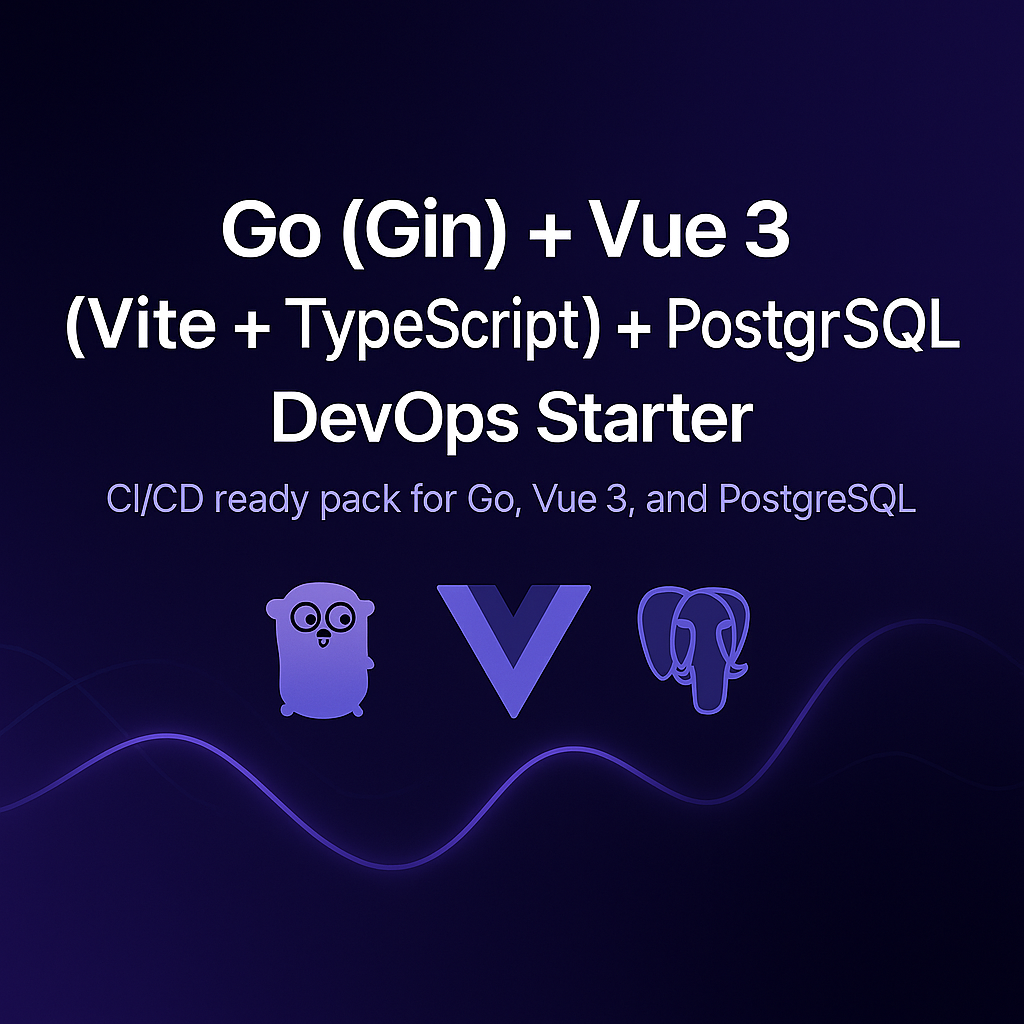 Go (Gin) + Vue 3
(Vite + TypeScript) + PostgrSQL
DevOps Starter
CI/CD ready pack for Go, Vue 3, and PostgreSQL